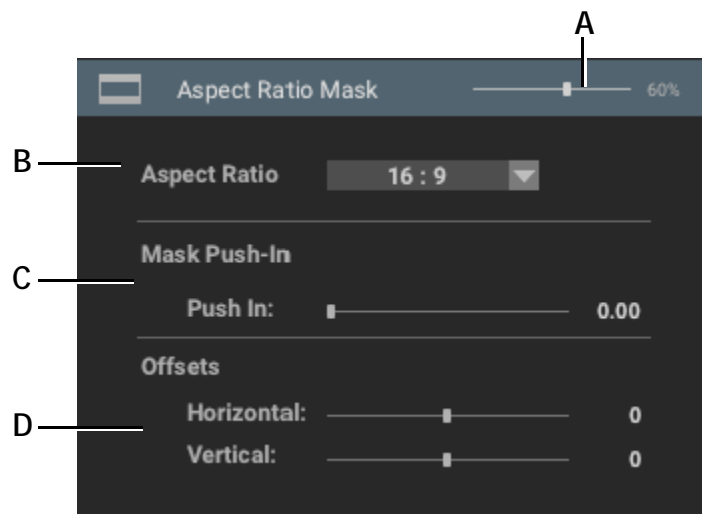 A
Aspect Ratio Mask 60%
B
Aspect Ratio 16 : 9
Mask Push-In
C
Push In: 0.00
Offsets
Horizontal: 0
D
Vertical: 0